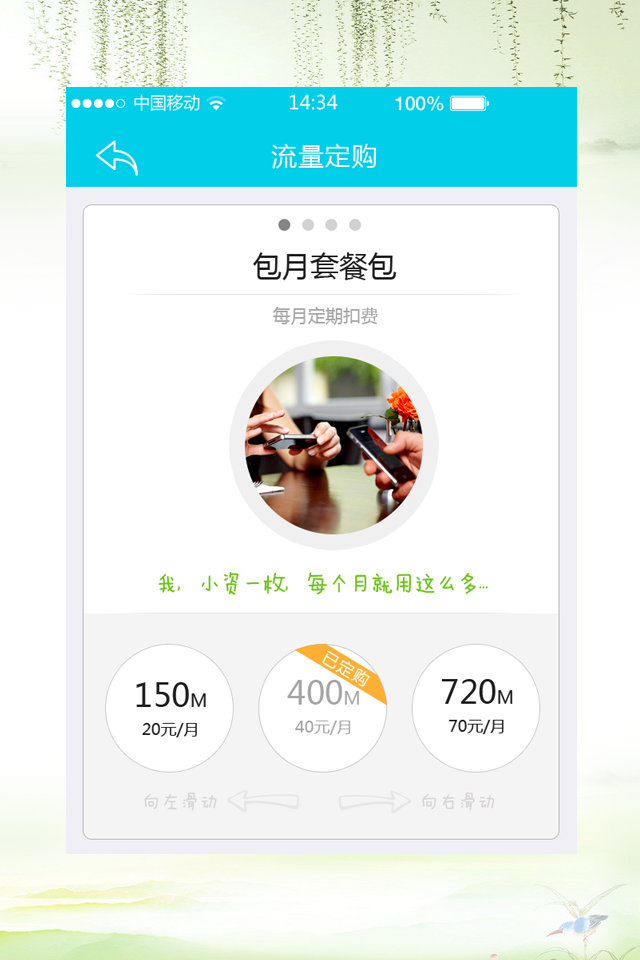 中国移动 14:34 100%
流量定购
包月套餐包
每月定期扣费
我, 小资一枚, 每个月就用这么多...
已定购
150M 400M 720M
20元/月 40元/月 70元/月
向左滑动 向右滑动